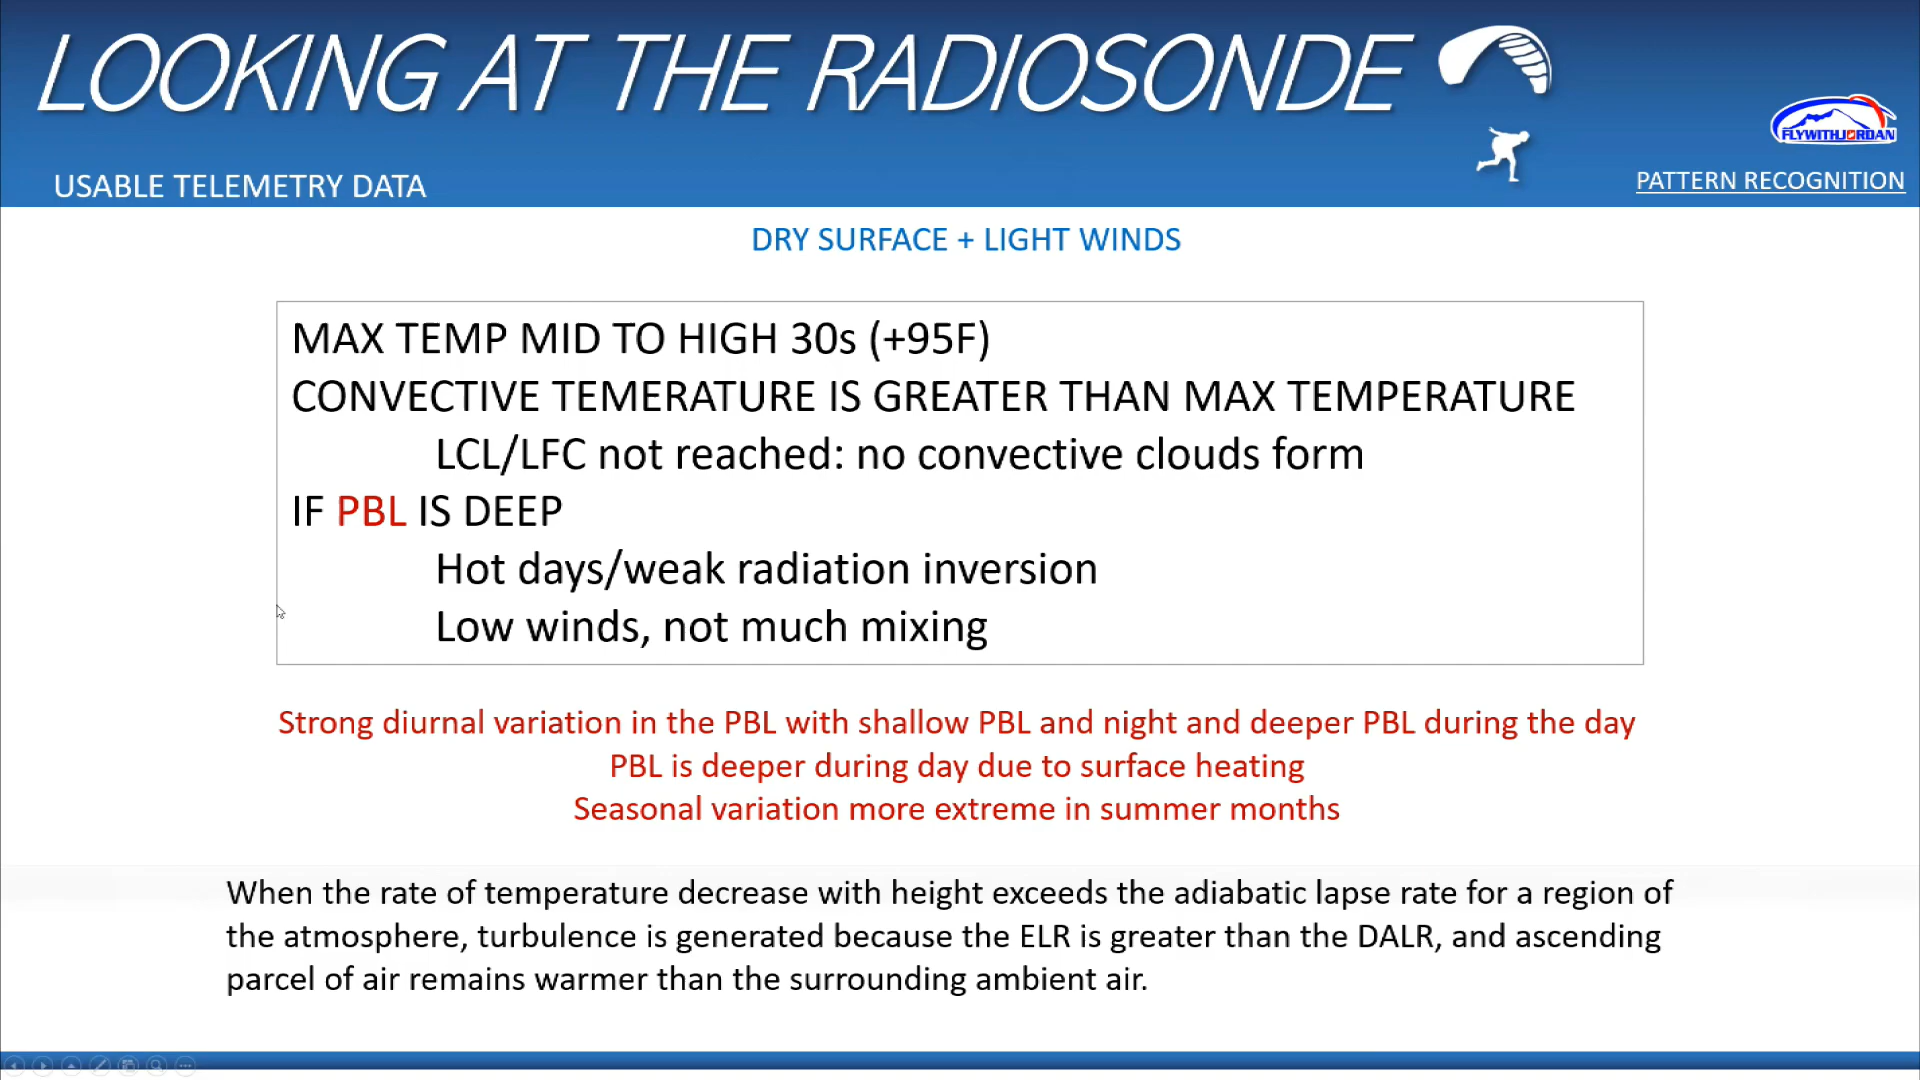 LOOKING AT THE RADIOSONDE
FLYWITHJORDAN
USABLE TELEMETRY DATA
PATTERN RECOGNITION
DRY SURFACE + LIGHT WINDS
MAX TEMP MID TO HIGH 30s (+95F)
CONVECTIVE TEMERATURE IS GREATER THAN MAX TEMPERATURE
LCL/LFC not reached: no convective clouds form
IF PBL IS DEEP
Hot days/weak radiation inversion
Low winds, not much mixing
Strong diurnal variation in the PBL with shallow PBL and night and deeper PBL during the day
PBL is deeper during day due to surface heating
Seasonal variation more extreme in summer months
When the rate of temperature decrease with height exceeds the adiabatic lapse rate for a region of
the atmosphere, turbulence is generated because the ELR is greater than the DALR, and ascending
parcel of air remains warmer than the surrounding ambient air.